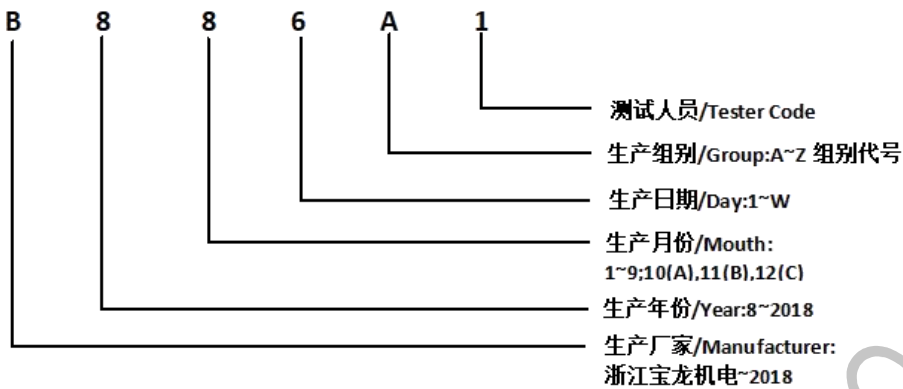 B 8 8 6 A 1
测试人员/Tester Code
生产组别/Group:A~Z 组别代号
生产日期/Day:1~W
生产月份/Mouth:
1~9;10(A),11(B),12(C)
生产年份/Year:8~2018
生产厂家/Manufacturer:
浙江宝龙机电~2018